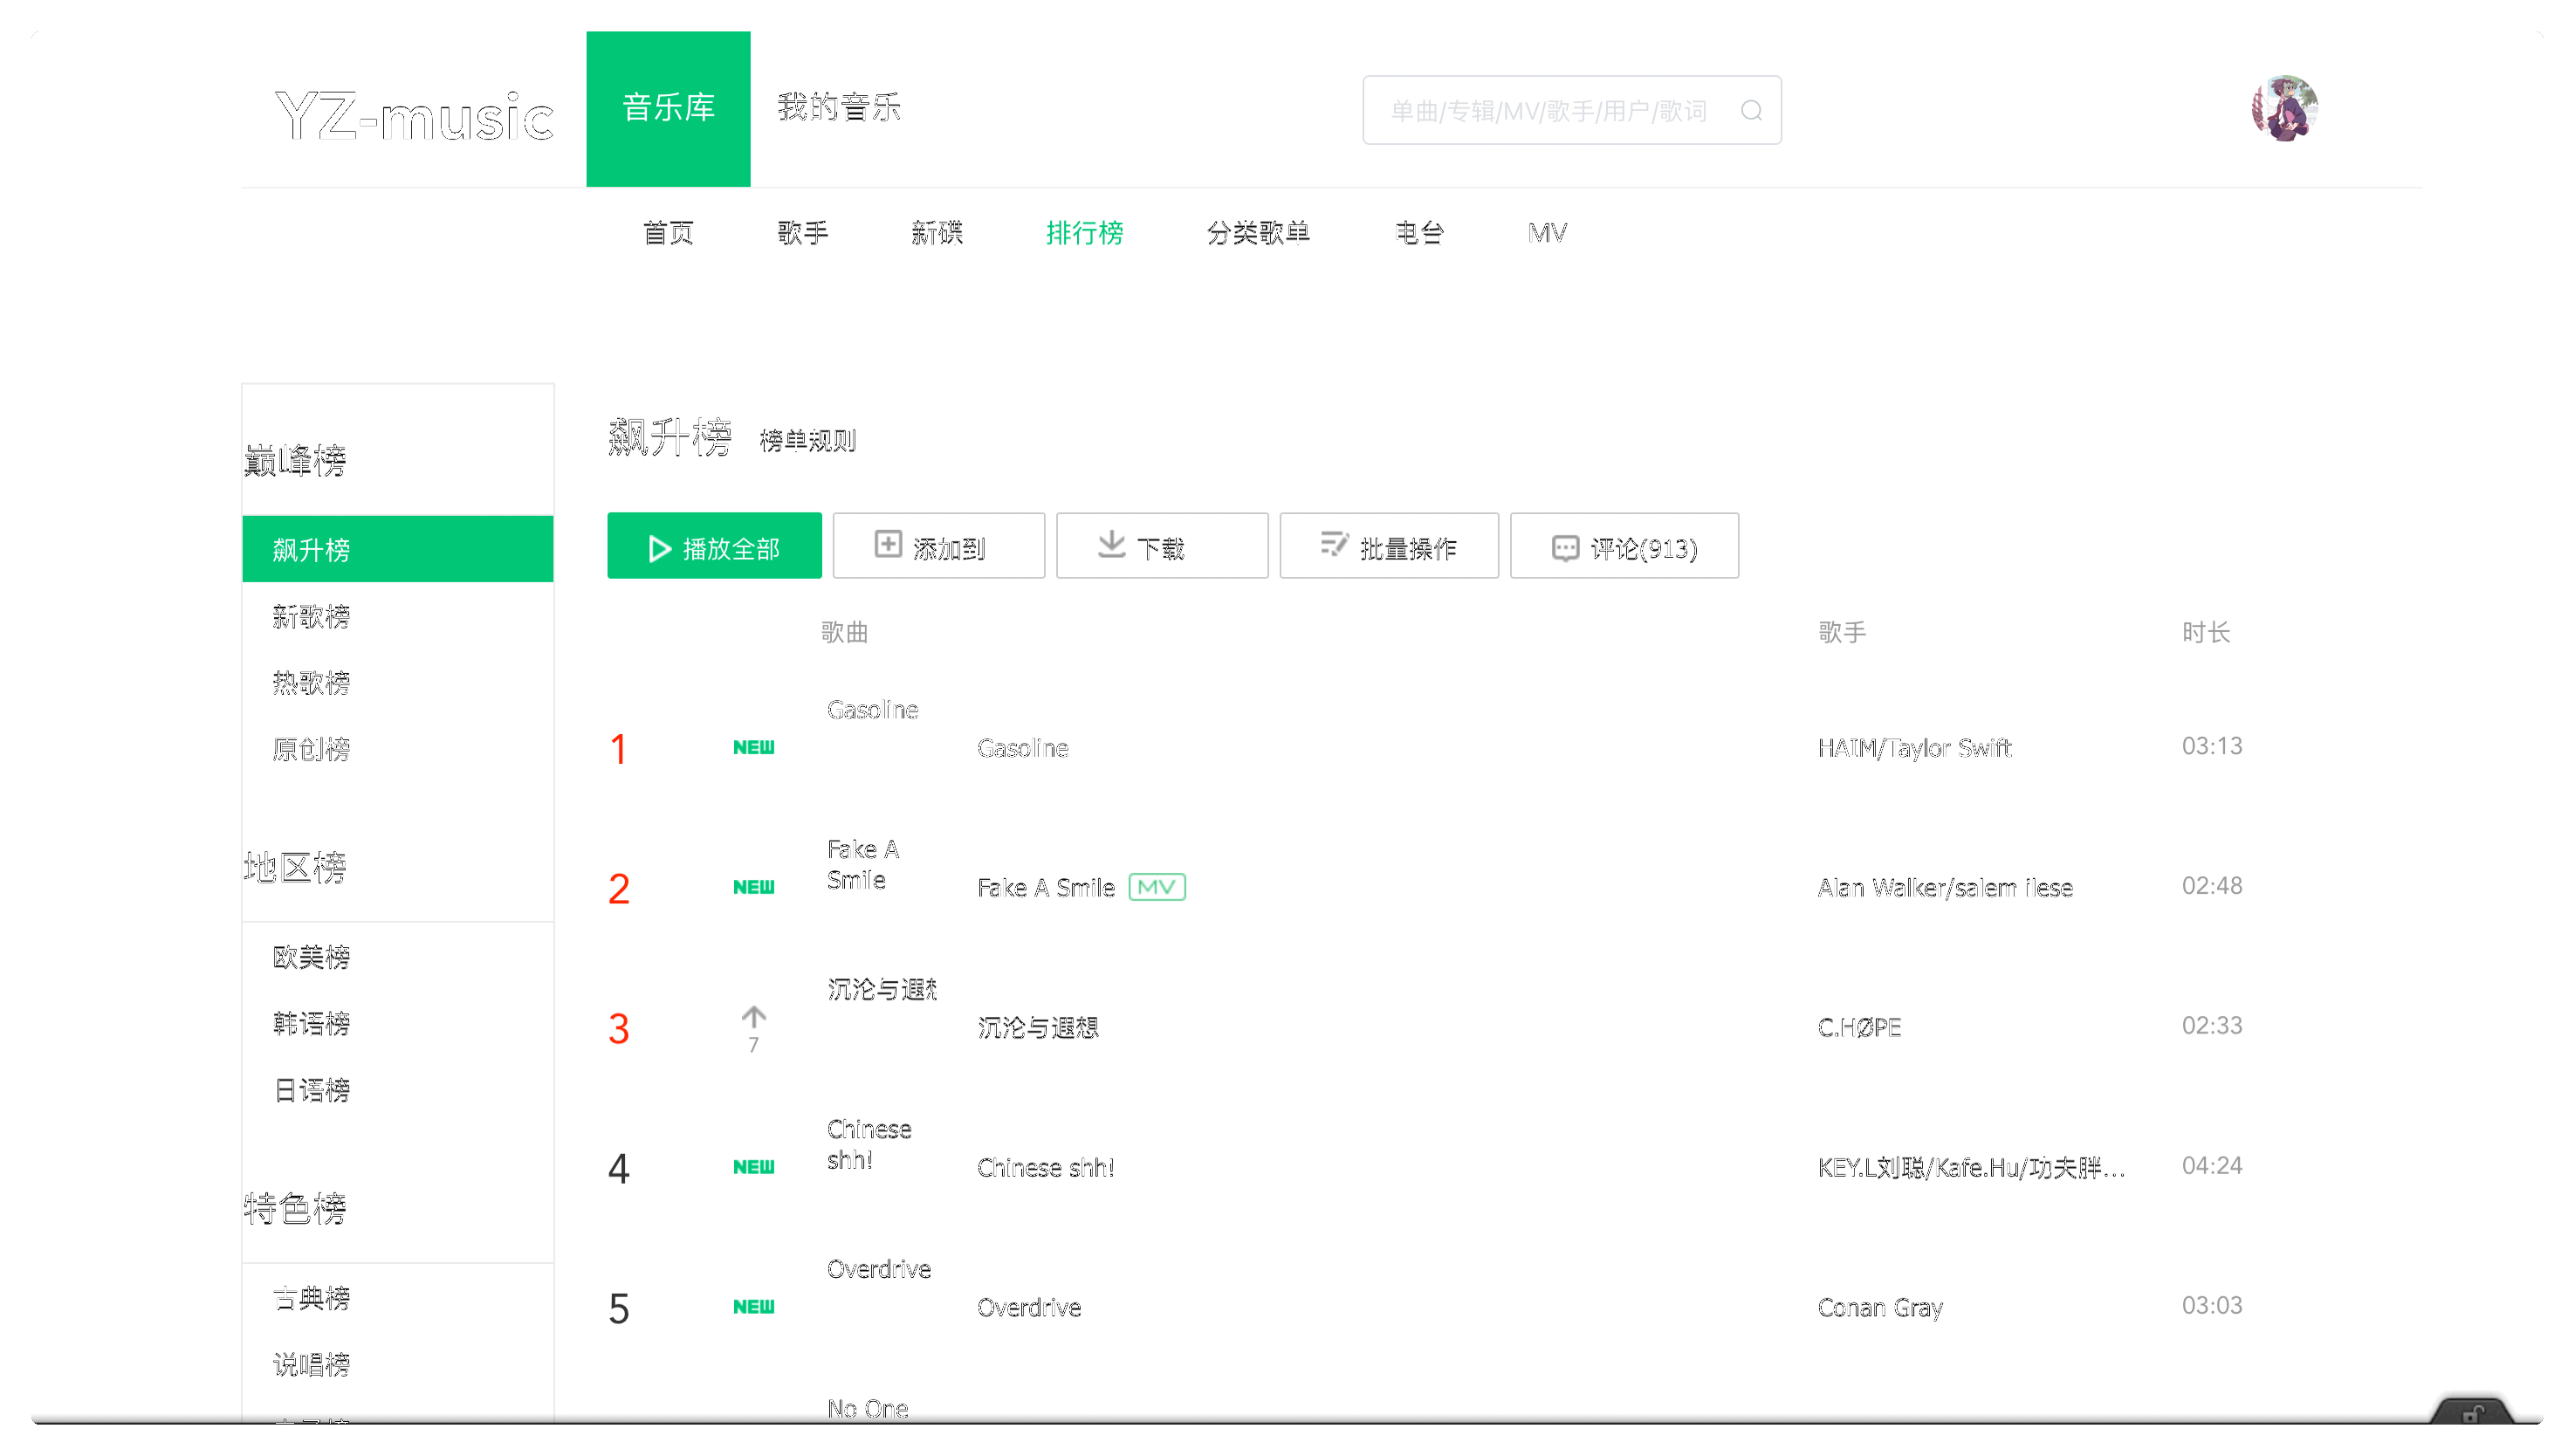 YZ-music 音乐库 我的音乐 单曲/专辑/MV/歌手/用户/歌词
首页 歌手 新碟 排行榜 分类歌单 电台 MV
巅峰榜
飙升榜
新歌榜
热歌榜
原创榜
地区榜
欧美榜
韩语榜
日语榜
特色榜
古典榜
说唱榜
飙升榜 榜单规则
播放全部 添加到 下载 批量操作 评论(913)
歌曲 歌手 时长
Gasoline
1 NEW Gasoline HAIM/Taylor Swift 03:13
Fake A
Smile
2 NEW Fake A Smile MV Alan Walker/salem ilese 02:48
沉沦与遐想
3 7 沉沦与遐想 C.HØPE 02:33
Chinese
shh!
4 NEW Chinese shh! KEY.L刘聪/Kafe.Hu/功夫胖... 04:24
Overdrive
5 NEW Overdrive Conan Gray 03:03
No One